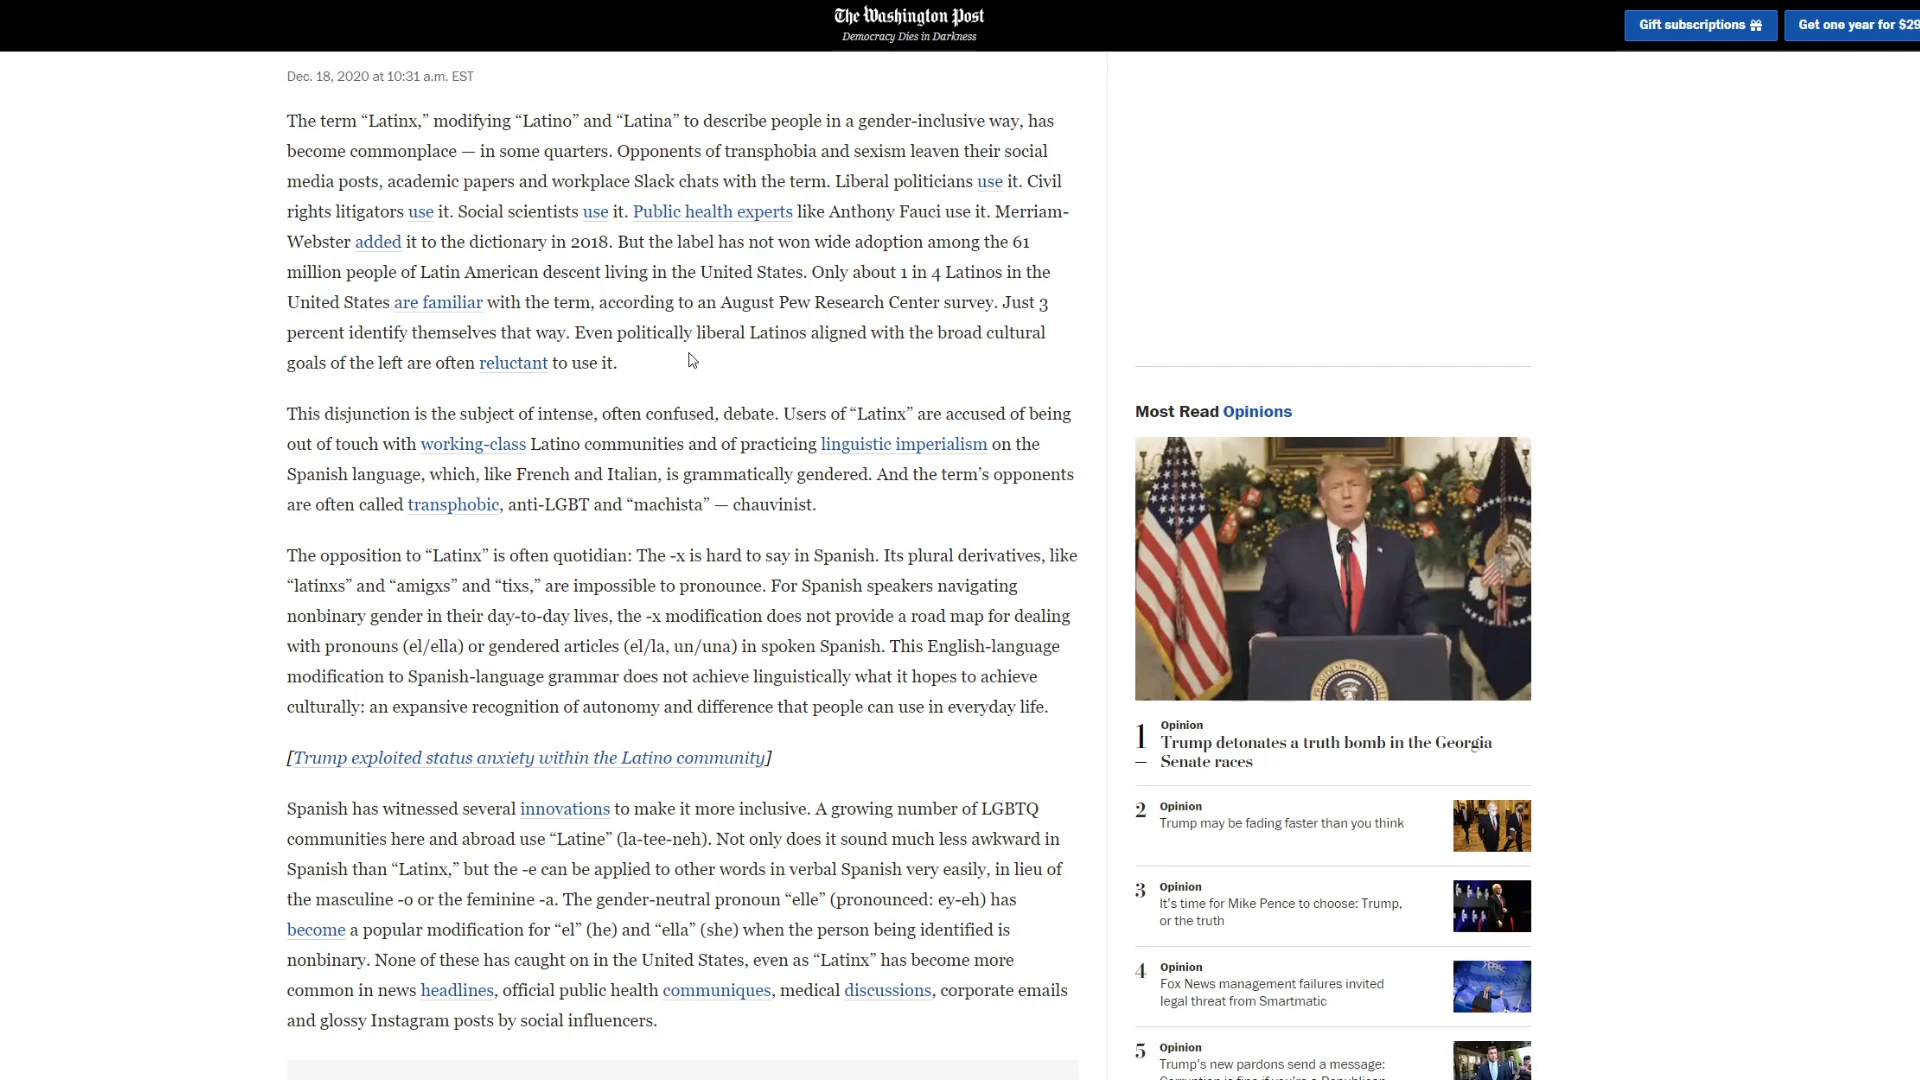 The Washington Post
Democracy Dies in Darkness
Gift subscriptions
Get one year for $29
Dec. 18, 2020 at 10:31 a.m. EST
The term “Latinx,” modifying “Latino” and “Latina” to describe people in a gender-inclusive way, has
become commonplace — in some quarters. Opponents of transphobia and sexism leaven their social
media posts, academic papers and workplace Slack chats with the term. Liberal politicians use it. Civil
rights litigators use it. Social scientists use it. Public health experts like Anthony Fauci use it. Merriam-
Webster added it to the dictionary in 2018. But the label has not won wide adoption among the 61
million people of Latin American descent living in the United States. Only about 1 in 4 Latinos in the
United States are familiar with the term, according to an August Pew Research Center survey. Just 3
percent identify themselves that way. Even politically liberal Latinos aligned with the broad cultural
goals of the left are often reluctant to use it.
This disjunction is the subject of intense, often confused, debate. Users of “Latinx” are accused of being
out of touch with working-class Latino communities and of practicing linguistic imperialism on the
Spanish language, which, like French and Italian, is grammatically gendered. And the term’s opponents
are often called transphobic, anti-LGBT and “machista” — chauvinist.
The opposition to “Latinx” is often quotidian: The -x is hard to say in Spanish. Its plural derivatives, like
“latinxs” and “amigxs” and “tixs,” are impossible to pronounce. For Spanish speakers navigating
nonbinary gender in their day-to-day lives, the -x modification does not provide a road map for dealing
with pronouns (el/ella) or gendered articles (el/la, un/una) in spoken Spanish. This English-language
modification to Spanish-language grammar does not achieve linguistically what it hopes to achieve
culturally: an expansive recognition of autonomy and difference that people can use in everyday life.
[Trump exploited status anxiety within the Latino community]
Spanish has witnessed several innovations to make it more inclusive. A growing number of LGBTQ
communities here and abroad use “Latine” (la-tee-neh). Not only does it sound much less awkward in
Spanish than “Latinx,” but the -e can be applied to other words in verbal Spanish very easily, in lieu of
the masculine -o or the feminine -a. The gender-neutral pronoun “elle” (pronounced: ey-eh) has
become a popular modification for “el” (he) and “ella” (she) when the person being identified is
nonbinary. None of these has caught on in the United States, even as “Latinx” has become more
common in news headlines, official public health communiques, medical discussions, corporate emails
and glossy Instagram posts by social influencers.
Most Read Opinions
1
Opinion
Trump detonates a truth bomb in the Georgia
Senate races
2
Opinion
Trump may be fading faster than you think
3
Opinion
It’s time for Mike Pence to choose: Trump,
or the truth
4
Opinion
Fox News management failures invited
legal threat from Smartmatic
5
Opinion
Trump’s new pardons send a message:
Corruption is fine if you’re a Republican